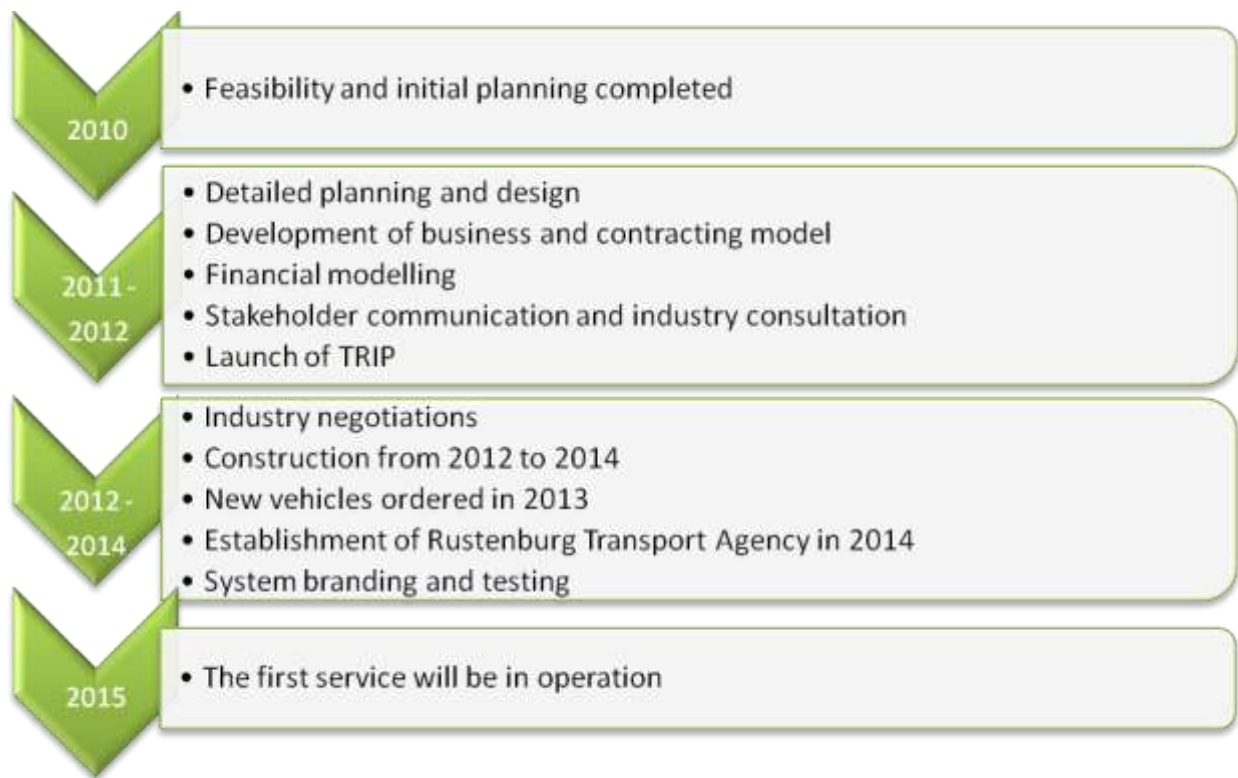 2010
• Feasibility and initial planning completed
2011 -
2012
• Detailed planning and design
• Development of business and contracting model
• Financial modelling
• Stakeholder communication and industry consultation
• Launch of TRIP
2012 -
2014
• Industry negotiations
• Construction from 2012 to 2014
• New vehicles ordered in 2013
• Establishment of Rustenburg Transport Agency in 2014
• System branding and testing
2015
• The first service will be in operation